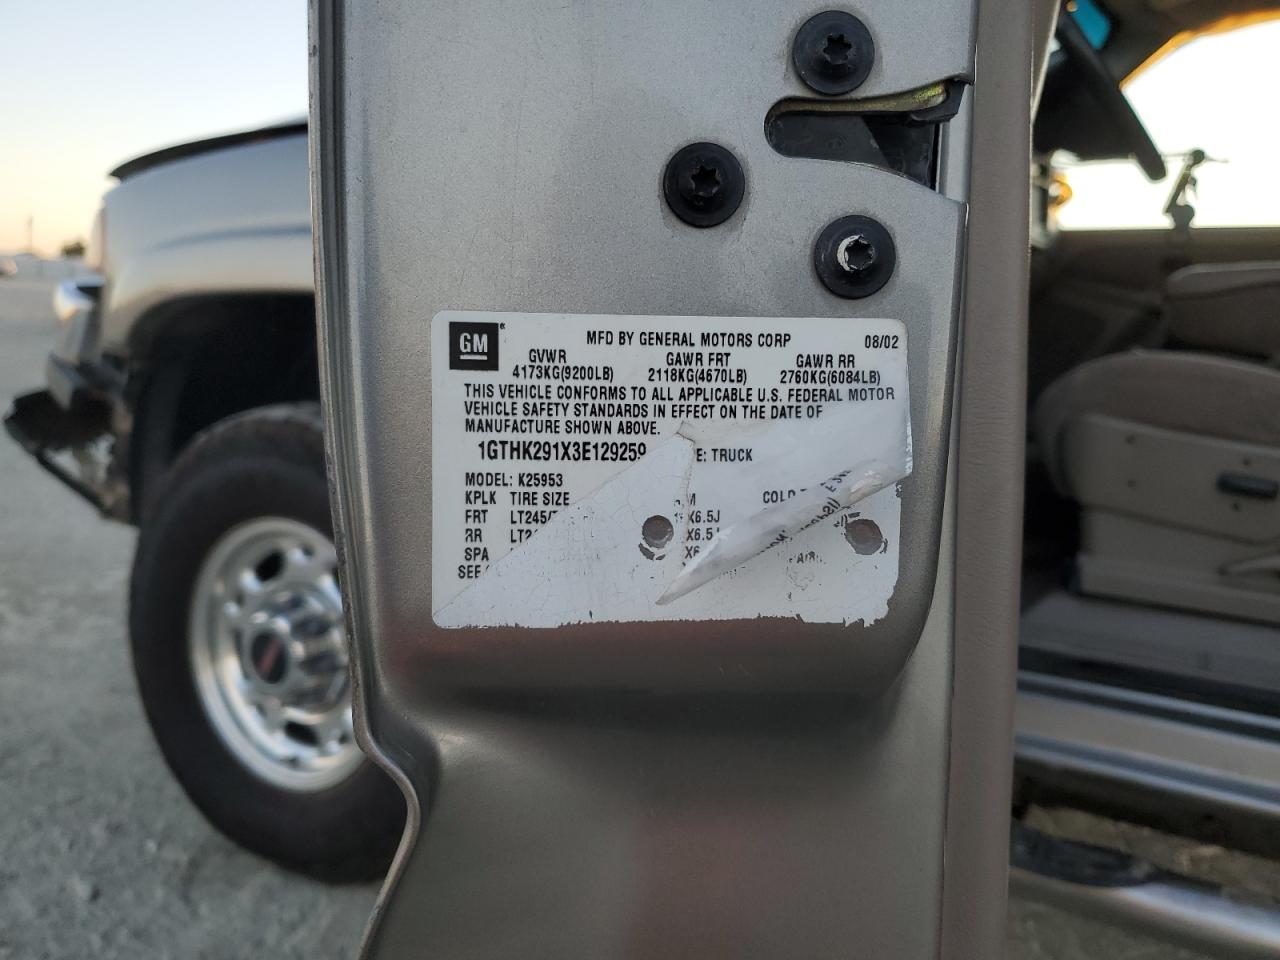 GM
MFD BY GENERAL MOTORS CORP 08/02
GVWR GAWR FRT GAWR RR
4173KG(9200LB) 2118KG(4670LB) 2760KG(6084LB)
THIS VEHICLE CONFORMS TO ALL APPLICABLE U.S. FEDERAL MOTOR
VEHICLE SAFETY STANDARDS IN EFFECT ON THE DATE OF
MANUFACTURE SHOWN ABOVE.
1GTHK291X3E129259 E: TRUCK
MODEL: K25953
KPLK TIRE SIZE COLD
FRT LT245/ X6.5J
RR X6.5
SPA
SEE